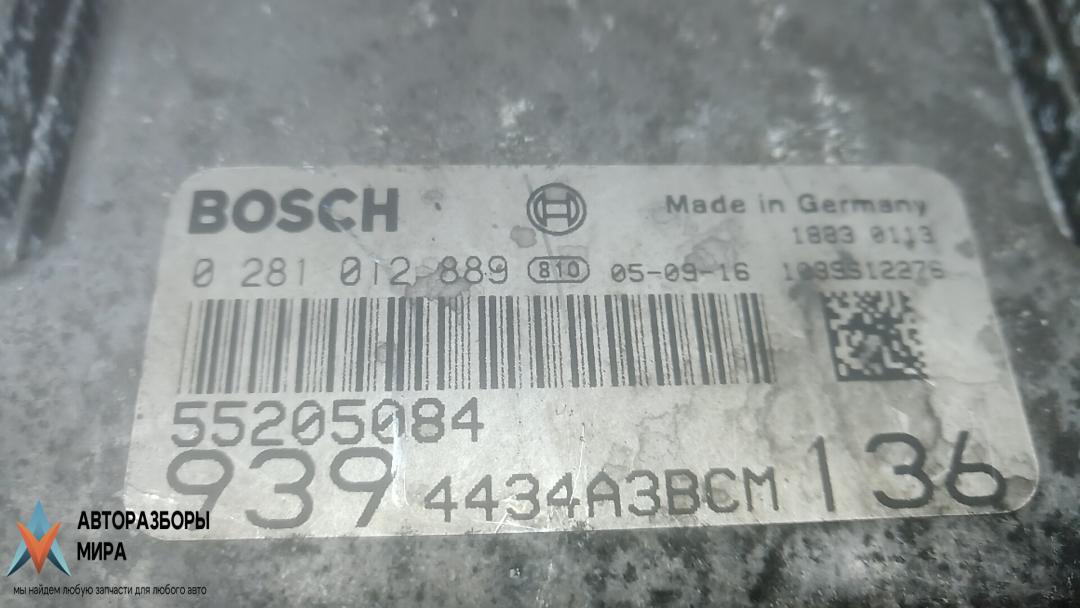 BOSCH
Made in Germany
1883 0113
0 281 012 889 810 05-09-16 1039S12276
55205084
939 4434A3BCM 136
АВТОРАЗБОРЫ
МИРА
мы найдем любую запчасти для любого авто